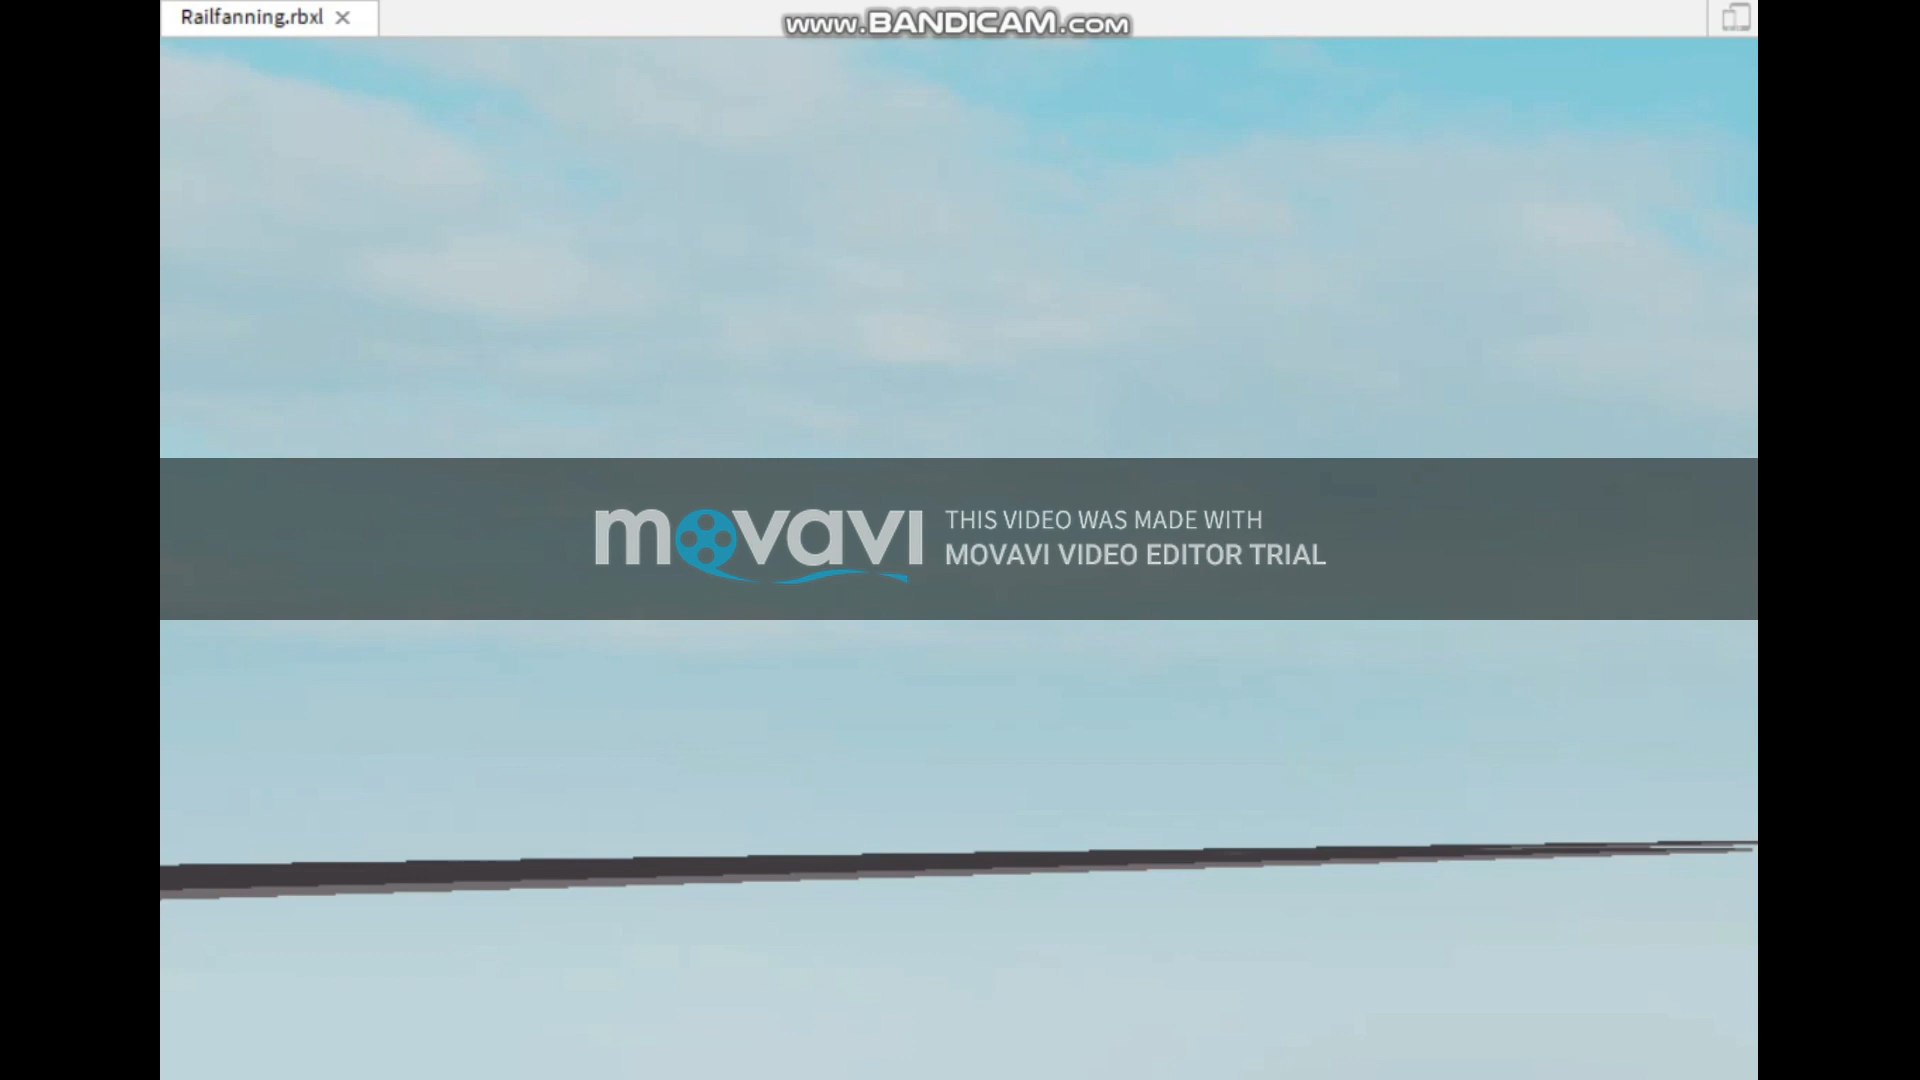 Railfanning.rbxl
www.BANDICAM.com
movavi
THIS VIDEO WAS MADE WITH
MOVAVI VIDEO EDITOR TRIAL